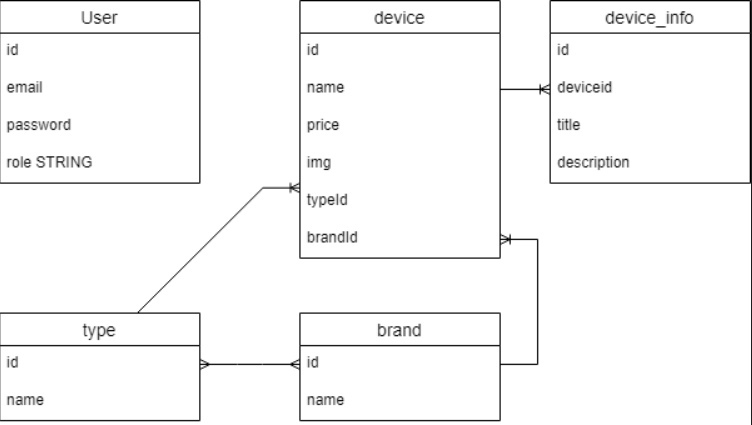 User
id
email
password
role STRING
device
id
name
price
img
typeId
brandId
device_info
id
deviceid
title
description
type
id
name
brand
id
name